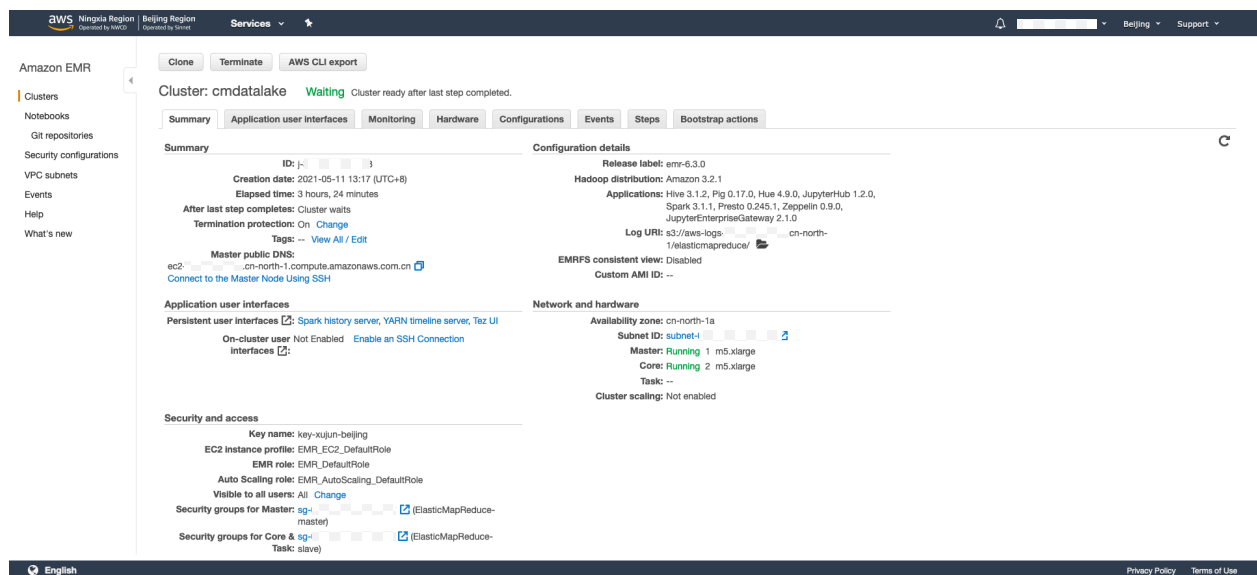 aws Ningxia Region Beijing Region
Operated by NWCD Operated by Sinnet
Services
Beijing Support
Amazon EMR
Clusters
Notebooks
Git repositories
Security configurations
VPC subnets
Events
Help
What's new
Clone Terminate AWS CLI export
Cluster: cmdatalake Waiting Cluster ready after last step completed.
Summary Application user interfaces Monitoring Hardware Configurations Events Steps Bootstrap actions
Summary
ID: j-
Creation date: 2021-05-11 13:17 (UTC+8)
Elapsed time: 3 hours, 24 minutes
After last step completes: Cluster waits
Termination protection: On Change
Tags: -- View All / Edit
Master public DNS:
ec2- .cn-north-1.compute.amazonaws.com.cn
Connect to the Master Node Using SSH
Configuration details
Release label: emr-6.3.0
Hadoop distribution: Amazon 3.2.1
Applications: Hive 3.1.2, Pig 0.17.0, Hue 4.9.0, JupyterHub 1.2.0,
Spark 3.1.1, Presto 0.245.1, Zeppelin 0.9.0,
JupyterEnterpriseGateway 2.1.0
Log URI: s3://aws-logs- cn-north-
1/elasticmapreduce/
EMRFS consistent view: Disabled
Custom AMI ID: --
Application user interfaces
Persistent user interfaces : Spark history server, YARN timeline server, Tez UI
On-cluster user Not Enabled Enable an SSH Connection
interfaces :
Network and hardware
Availability zone: cn-north-1a
Subnet ID: subnet-
Master: Running 1 m5.xlarge
Core: Running 2 m5.xlarge
Task: --
Cluster scaling: Not enabled
Security and access
Key name: key-xujun-beijing
EC2 instance profile: EMR_EC2_DefaultRole
EMR role: EMR_DefaultRole
Auto Scaling role: EMR_AutoScaling_DefaultRole
Visible to all users: All Change
Security groups for Master: sg- (ElasticMapReduce-
master)
Security groups for Core & sg- (ElasticMapReduce-
Task: slave)
English
Privacy Policy Terms of Use